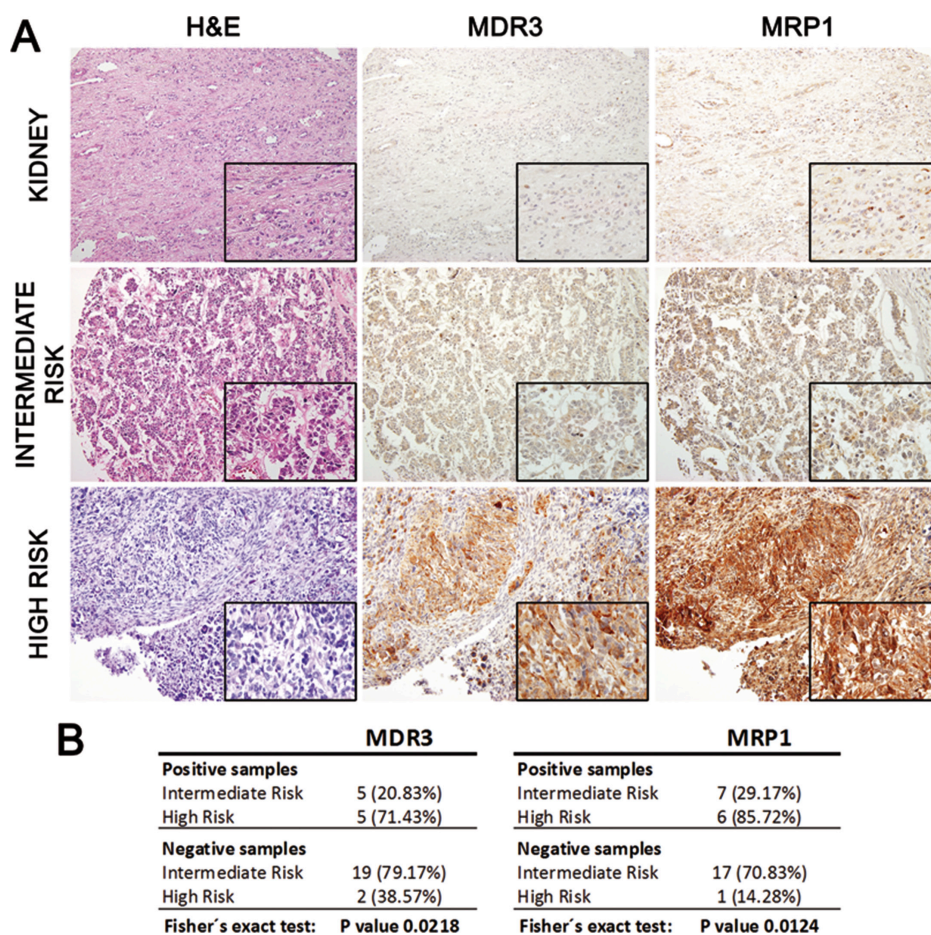 A
H&E MDR3 MRP1
KIDNEY
INTERMEDIATE
RISK
HIGH RISK
B
MDR3
Positive samples
Intermediate Risk 5 (20.83%)
High Risk 5 (71.43%)
Negative samples
Intermediate Risk 19 (79.17%)
High Risk 2 (38.57%)
Fisher´s exact test: P value 0.0218
MRP1
Positive samples
Intermediate Risk 7 (29.17%)
High Risk 6 (85.72%)
Negative samples
Intermediate Risk 17 (70.83%)
High Risk 1 (14.28%)
Fisher´s exact test: P value 0.0124